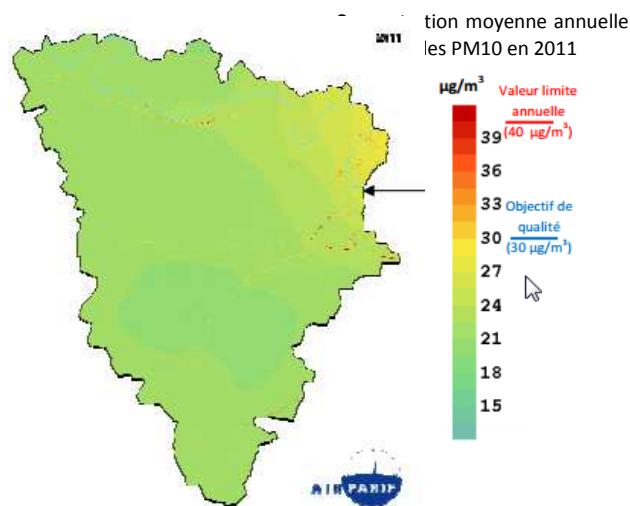 tion moyenne annuelle
des PM10 en 2011
2011
µg/m³
Valeur limite
annuelle
(40 µg/m³)
39
36
33
Objectif de
qualité
(30 µg/m³)
30
27
24
21
18
15
AIRPARIF